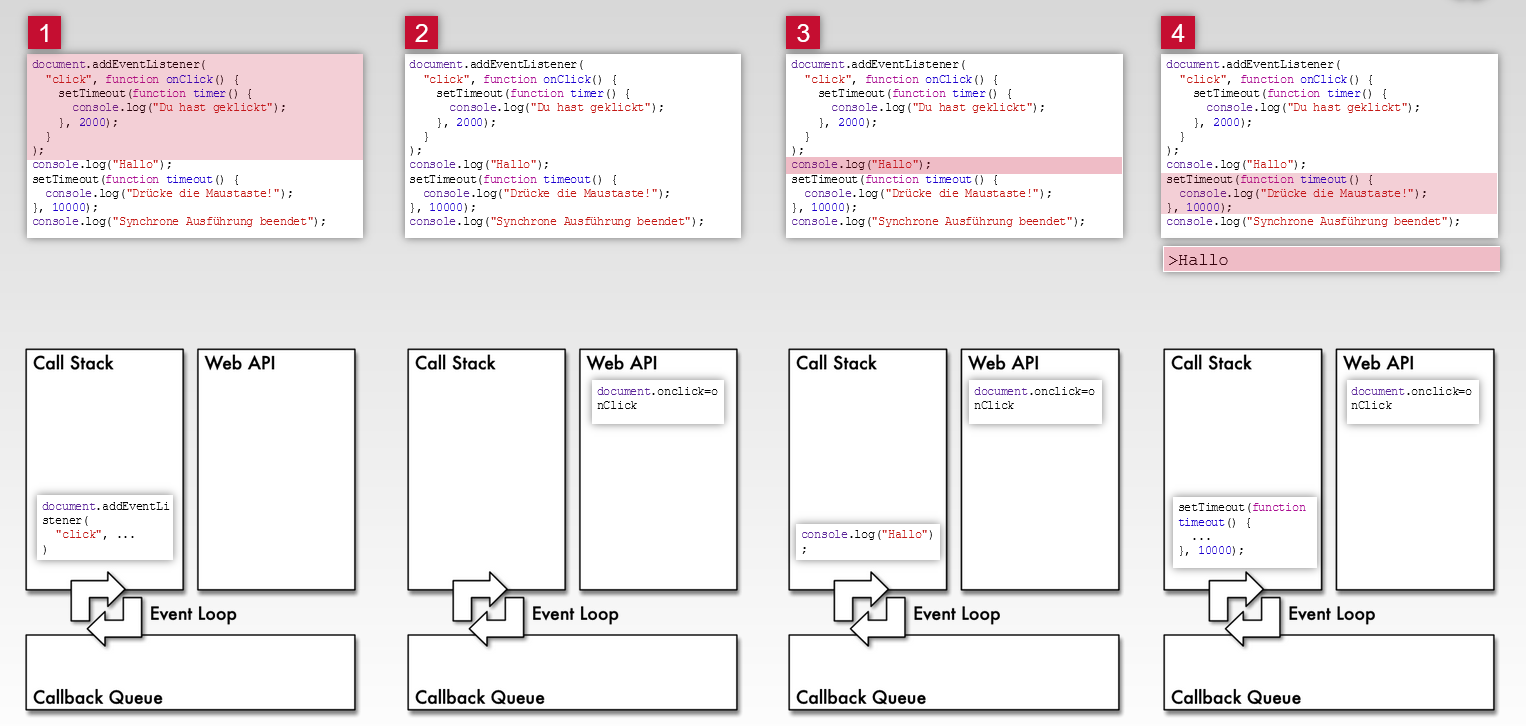 1
document.addEventListener(
"click", function onClick() {
setTimeout(function timer() {
console.log("Du hast geklickt");
}, 2000);
}
);
console.log("Hallo");
setTimeout(function timeout() {
console.log("Drücke die Maustaste!");
}, 10000);
console.log("Synchrone Ausführung beendet");
Call Stack
document.addEventLi
stener(
"click", ...
)
Web API
Event Loop
Callback Queue
2
document.addEventListener(
"click", function onClick() {
setTimeout(function timer() {
console.log("Du hast geklickt");
}, 2000);
}
);
console.log("Hallo");
setTimeout(function timeout() {
console.log("Drücke die Maustaste!");
}, 10000);
console.log("Synchrone Ausführung beendet");
Call Stack
Web API
document.onclick=o
nClick
Event Loop
Callback Queue
3
document.addEventListener(
"click", function onClick() {
setTimeout(function timer() {
console.log("Du hast geklickt");
}, 2000);
}
);
console.log("Hallo");
setTimeout(function timeout() {
console.log("Drücke die Maustaste!");
}, 10000);
console.log("Synchrone Ausführung beendet");
Call Stack
console.log("Hallo")
;
Web API
document.onclick=o
nClick
Event Loop
Callback Queue
4
document.addEventListener(
"click", function onClick() {
setTimeout(function timer() {
console.log("Du hast geklickt");
}, 2000);
}
);
console.log("Hallo");
setTimeout(function timeout() {
console.log("Drücke die Maustaste!");
}, 10000);
console.log("Synchrone Ausführung beendet");
>Hallo
Call Stack
setTimeout(function
timeout() {
...
}, 10000);
Web API
document.onclick=o
nClick
Event Loop
Callback Queue